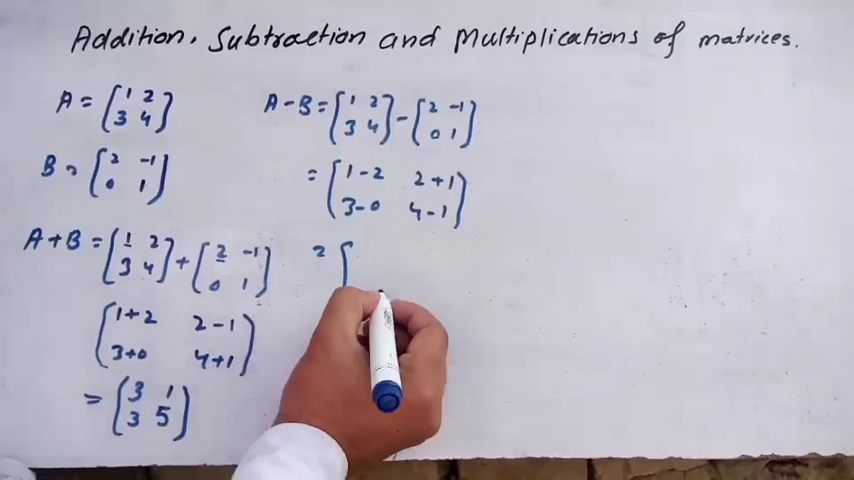 Addition, Subtraction and Multiplications of matrices.
A = ( 1 2
3 4 )
B = ( 2 -1
0 1 )
A+B = ( 1 2
3 4 ) + ( 2 -1
0 1 )
( 1+2 2-1
3+0 4+1 )
= ( 3 1
3 5 )
A-B = ( 1 2
3 4 ) - ( 2 -1
0 1 )
= ( 1-2 2+1
3-0 4-1 )
= (